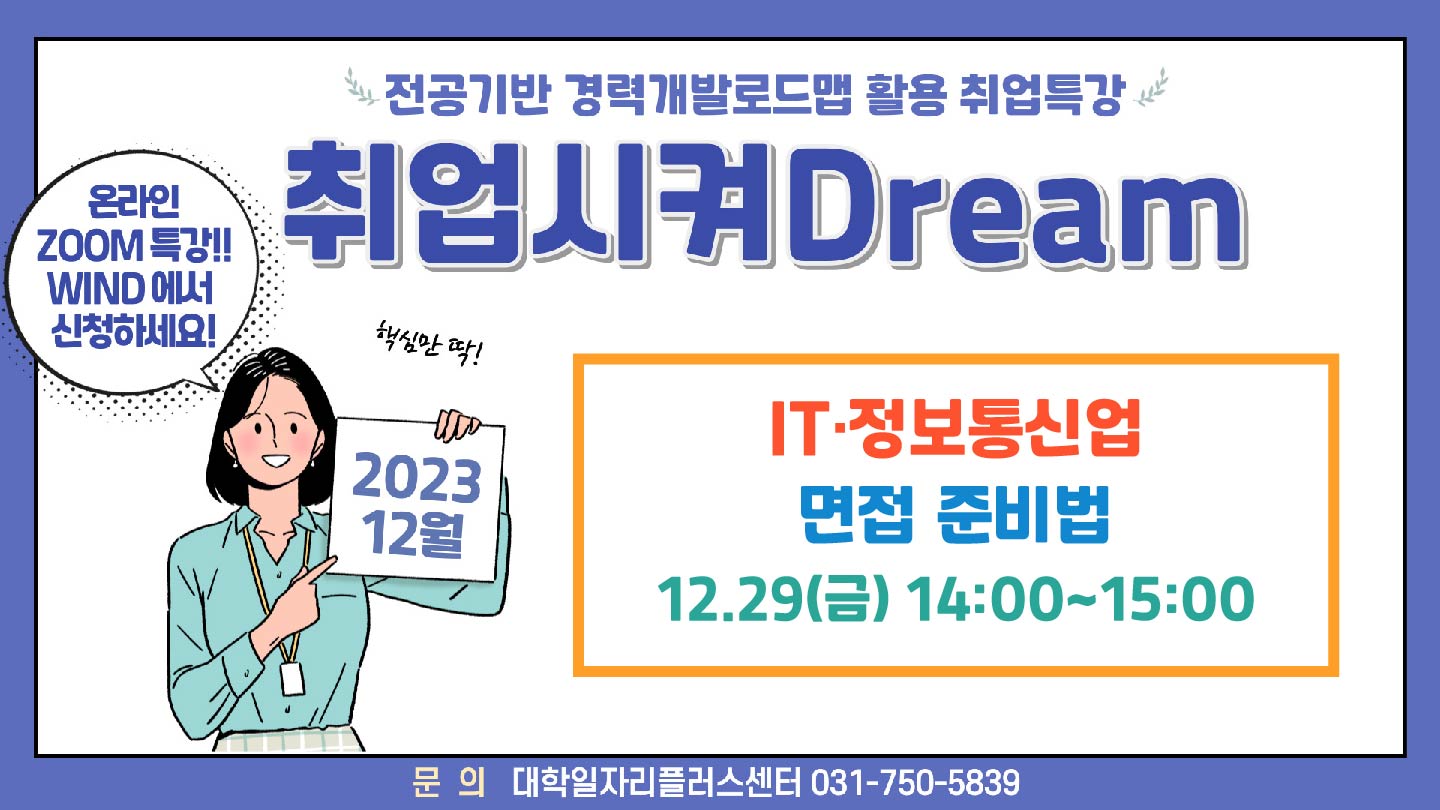 전공기반 경력개발로드맵 활용 취업특강
취업시켜Dream
온라인
ZOOM 특강!!
WIND 에서
신청하세요!
핵심만 딱!
2023
12월
IT·정보통신업
면접 준비법
12.29(금) 14:00~15:00
문 의 대학일자리플러스센터 031-750-5839